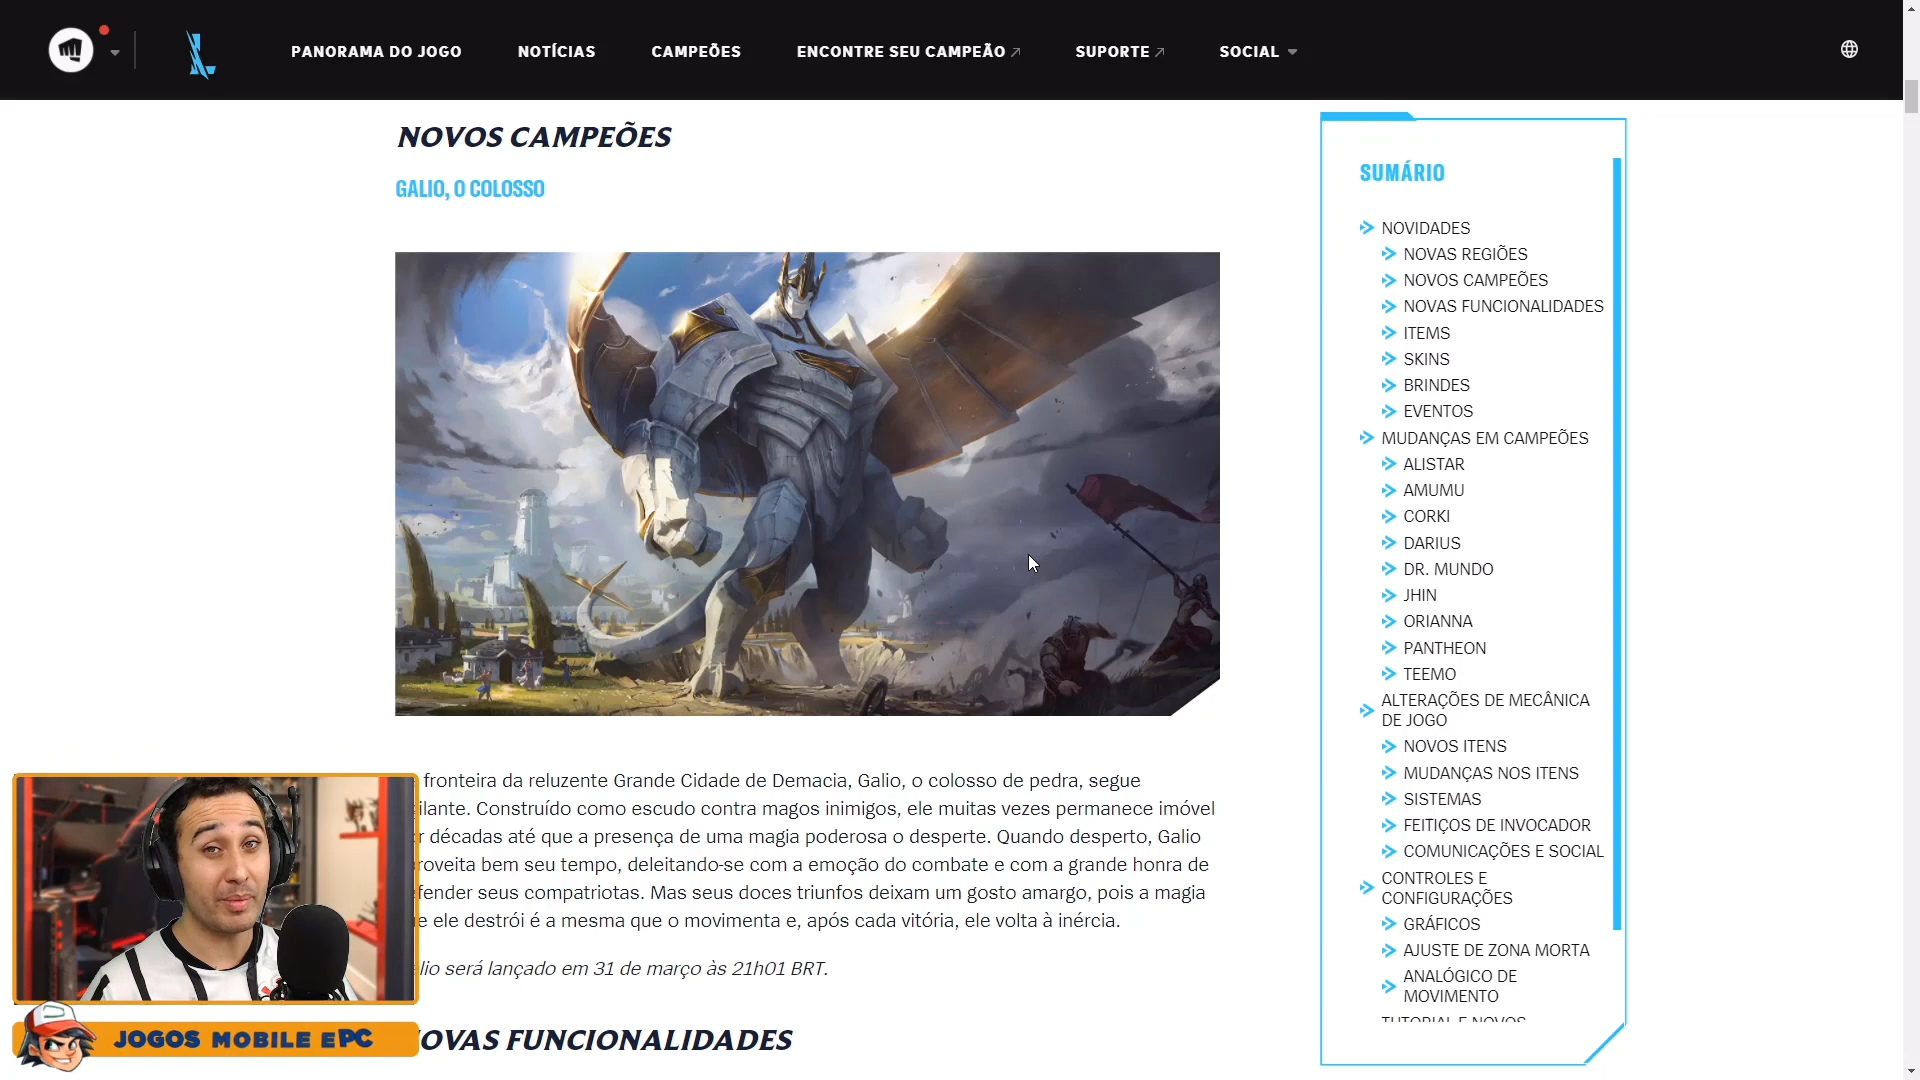 PANORAMA DO JOGO
NOTÍCIAS
CAMPEÕES
ENCONTRE SEU CAMPEÃO
SUPORTE
SOCIAL
NOVOS CAMPEÕES
GALIO, O COLOSSO
fronteira da reluzente Grande Cidade de Demacia, Galio, o colosso de pedra, segue
Construído como escudo contra magos inimigos, ele muitas vezes permanece imóvel
décadas até que a presença de uma magia poderosa o desperte. Quando desperto, Galio
bem seu tempo, deleitando-se com a emoção do combate e com a grande honra de
seus compatriotas. Mas seus doces triunfos deixam um gosto amargo, pois a magia
ele destrói é a mesma que o movimenta e, após cada vitória, ele volta à inércia.
será lançado em 31 de março às 21h01 BRT.
OVAS FUNCIONALIDADES
SUMÁRIO
NOVIDADES
NOVAS REGIÕES
NOVOS CAMPEÕES
NOVAS FUNCIONALIDADES
ITEMS
SKINS
BRINDES
EVENTOS
MUDANÇAS EM CAMPEÕES
ALISTAR
AMUMU
CORKI
DARIUS
DR. MUNDO
JHIN
ORIANNA
PANTHEON
TEEMO
ALTERAÇÕES DE MECÂNICA
DE JOGO
NOVOS ITENS
MUDANÇAS NOS ITENS
SISTEMAS
FEITIÇOS DE INVOCADOR
COMUNICAÇÕES E SOCIAL
CONTROLES E
CONFIGURAÇÕES
GRÁFICOS
AJUSTE DE ZONA MORTA
ANALÓGICO DE
MOVIMENTO
TUTORIAL E NOVOS
JOGOS MOBILE E PC